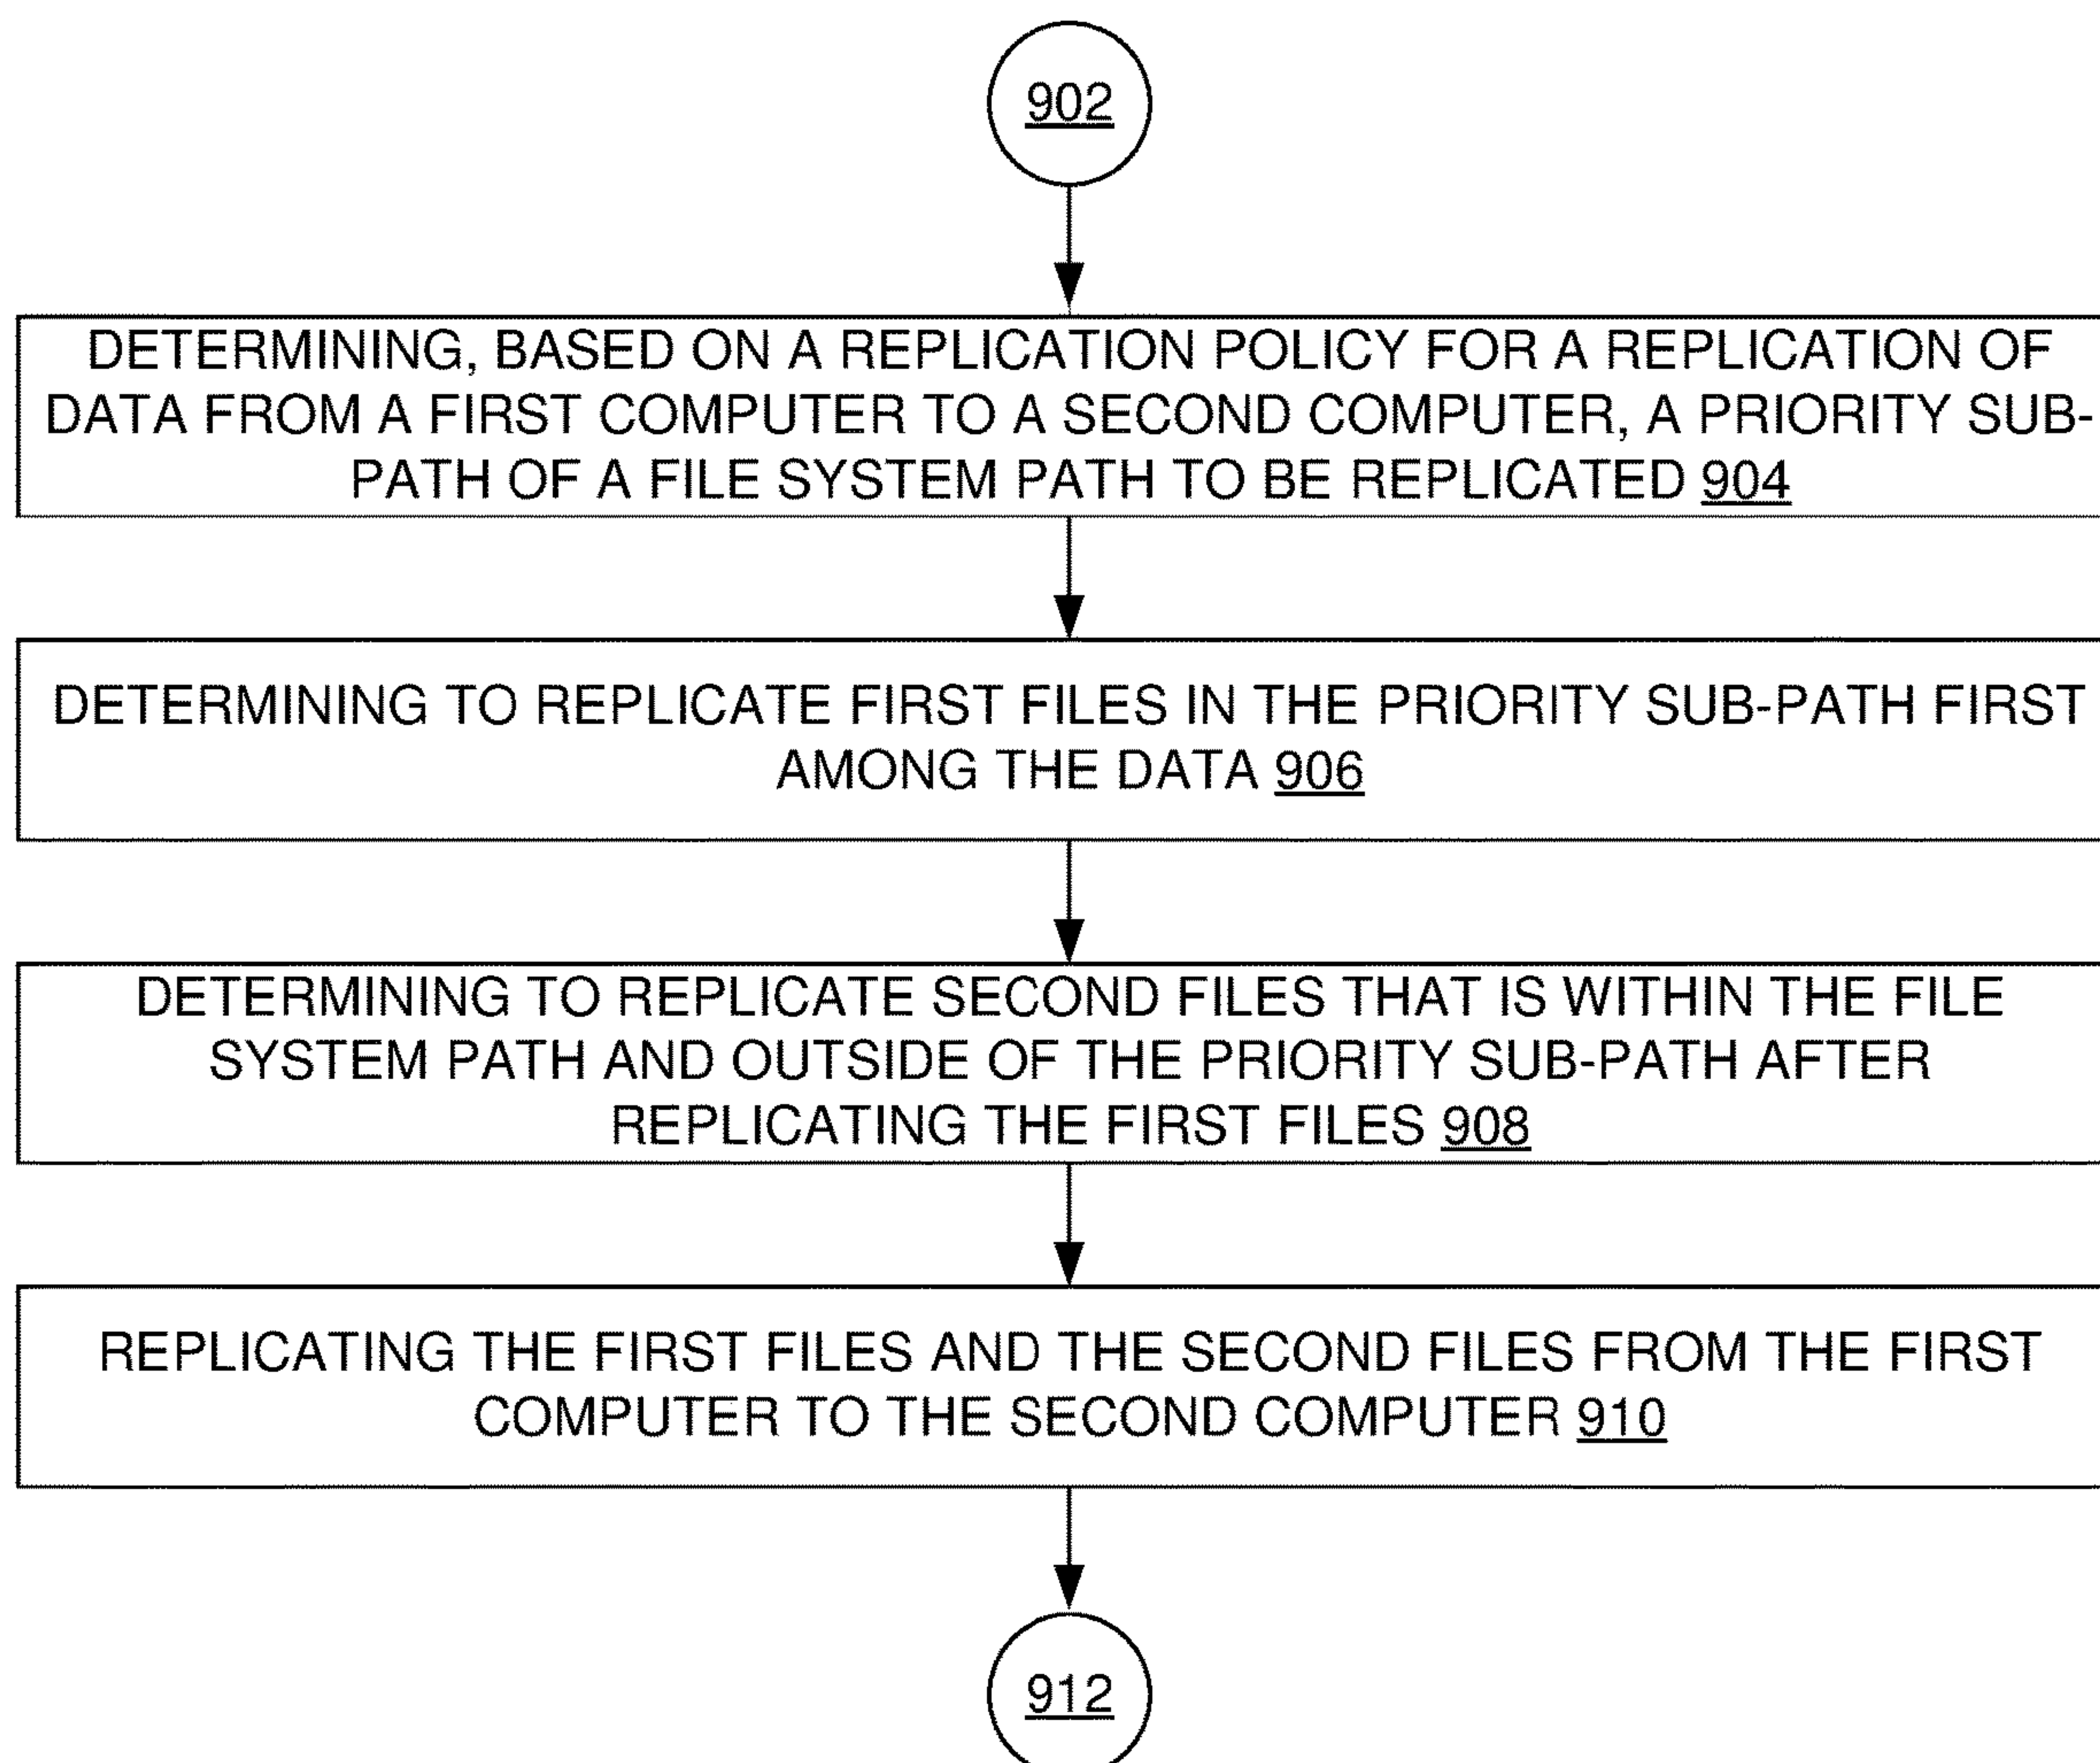 902
DETERMINING, BASED ON A REPLICATION POLICY FOR A REPLICATION OF
DATA FROM A FIRST COMPUTER TO A SECOND COMPUTER, A PRIORITY SUB-
PATH OF A FILE SYSTEM PATH TO BE REPLICATED 904
DETERMINING TO REPLICATE FIRST FILES IN THE PRIORITY SUB-PATH FIRST
AMONG THE DATA 906
DETERMINING TO REPLICATE SECOND FILES THAT IS WITHIN THE FILE
SYSTEM PATH AND OUTSIDE OF THE PRIORITY SUB-PATH AFTER
REPLICATING THE FIRST FILES 908
REPLICATING THE FIRST FILES AND THE SECOND FILES FROM THE FIRST
COMPUTER TO THE SECOND COMPUTER 910
912